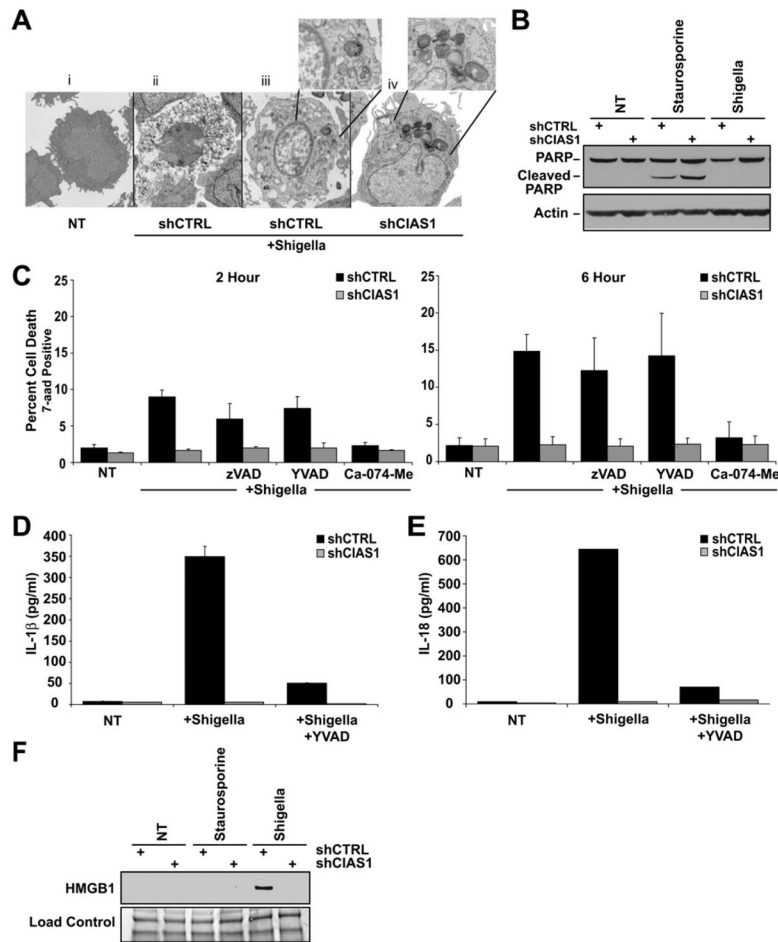 A
i
ii
iii
iv
NT
shCTRL
shCTRL
shCIAS1
+Shigella
B
NT
Staurosporine
Shigella
shCTRL + + +
shCIAS1 + + +
PARP
Cleaved
PARP
Actin
C
2 Hour
shCTRL
shCIAS1
Percent Cell Death
7-aad Positive
25
20
15
10
5
0
NT
zVAD
YVAD
Ca-074-Me
+Shigella
6 Hour
shCTRL
shCIAS1
25
20
15
10
5
0
NT
zVAD
YVAD
Ca-074-Me
+Shigella
D
shCTRL
shCIAS1
IL-1β (pg/ml)
400
350
300
250
200
150
100
50
0
NT
+Shigella
+Shigella
+YVAD
E
shCTRL
shCIAS1
IL-18 (pg/ml)
700
600
500
400
300
200
100
0
NT
+Shigella
+Shigella
+YVAD
F
NT
Staurosporine
Shigella
+ + + shCTRL
+ + + shCIAS1
HMGB1
Load Control